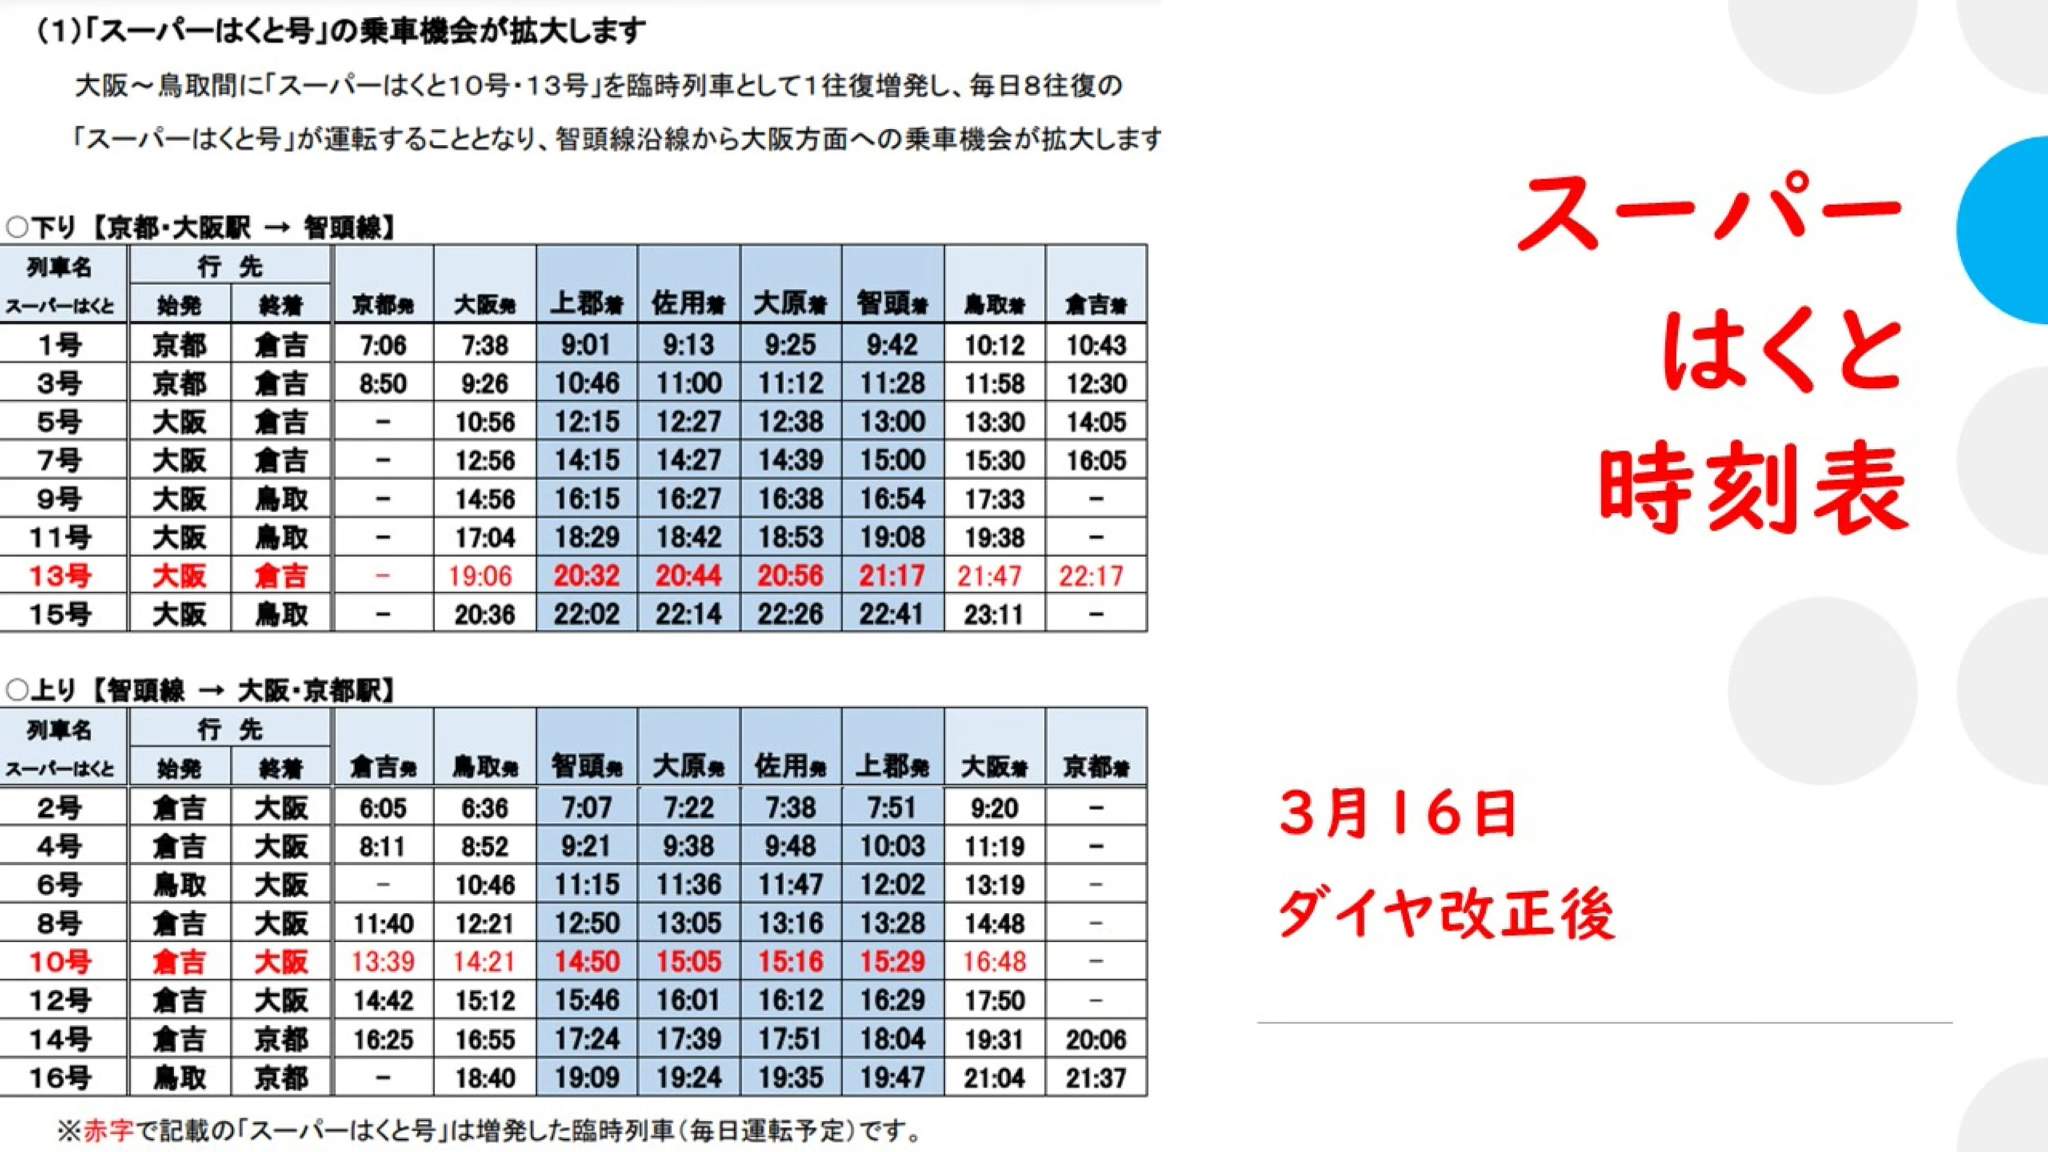 (1)「スーパーはくと号」の乗車機会が拡大します
大阪～鳥取間に「スーパーはくと10号・13号」を臨時列車として1往復増発し、毎日8往復の
「スーパーはくと号」が運転することとなり、智頭線沿線から大阪方面への乗車機会が拡大します
○下り 【京都・大阪駅 → 智頭線】
列車名 行 先
スーパーはくと 始発 終着 京都発 大阪発 上郡着 佐用着 大原着 智頭着 鳥取着 倉吉着
1号 京都 倉吉 7:06 7:38 9:01 9:13 9:25 9:42 10:12 10:43
3号 京都 倉吉 8:50 9:26 10:46 11:00 11:12 11:28 11:58 12:30
5号 大阪 倉吉 - 10:56 12:15 12:27 12:38 13:00 13:30 14:05
7号 大阪 倉吉 - 12:56 14:15 14:27 14:39 15:00 15:30 16:05
9号 大阪 鳥取 - 14:56 16:15 16:27 16:38 16:54 17:33 -
11号 大阪 鳥取 - 17:04 18:29 18:42 18:53 19:08 19:38 -
13号 大阪 倉吉 - 19:06 20:32 20:44 20:56 21:17 21:47 22:17
15号 大阪 鳥取 - 20:36 22:02 22:14 22:26 22:41 23:11 -
○上り 【智頭線 → 大阪・京都駅】
列車名 行 先
スーパーはくと 始発 終着 倉吉発 鳥取発 智頭発 大原発 佐用発 上郡発 大阪着 京都着
2号 倉吉 大阪 6:05 6:36 7:07 7:22 7:38 7:51 9:20 -
4号 倉吉 大阪 8:11 8:52 9:21 9:38 9:48 10:03 11:19 -
6号 鳥取 大阪 - 10:46 11:15 11:36 11:47 12:02 13:19 -
8号 倉吉 大阪 11:40 12:21 12:50 13:05 13:16 13:28 14:48 -
10号 倉吉 大阪 13:39 14:21 14:50 15:05 15:16 15:29 16:48 -
12号 倉吉 大阪 14:42 15:12 15:46 16:01 16:12 16:29 17:50 -
14号 倉吉 京都 16:25 16:55 17:24 17:39 17:51 18:04 19:31 20:06
16号 鳥取 京都 - 18:40 19:09 19:24 19:35 19:47 21:04 21:37
※赤字で記載の「スーパーはくと号」は増発した臨時列車(毎日運転予定)です。
スーパー
はくと
時刻表
3月16日
ダイヤ改正後